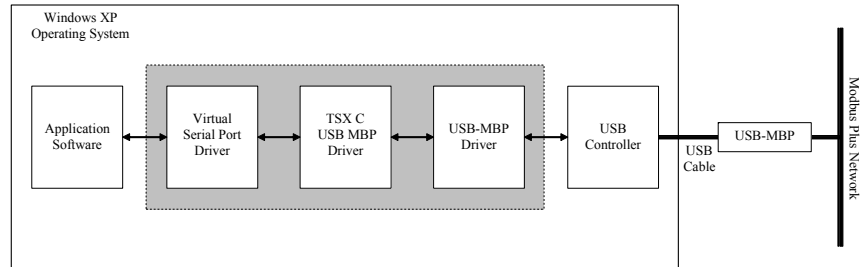 Windows XP
Operating System
Application
Software
Virtual
Serial Port
Driver
TSX C
USB MBP
Driver
USB-MBP
Driver
USB
Controller
USB
Cable
USB-MBP
Modbus Plus Network